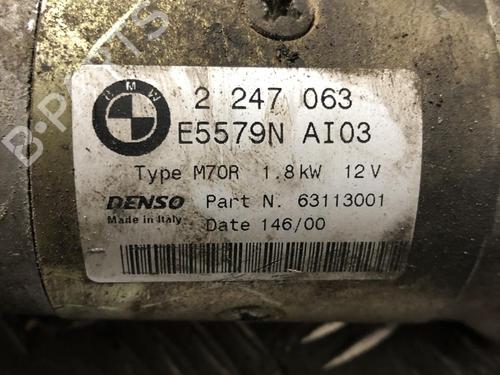 BMW
2 247 063
E5579N AI03
Type M70R 1.8kW 12V
DENSO Part N. 63113001
Made in Italy
Date 146/00